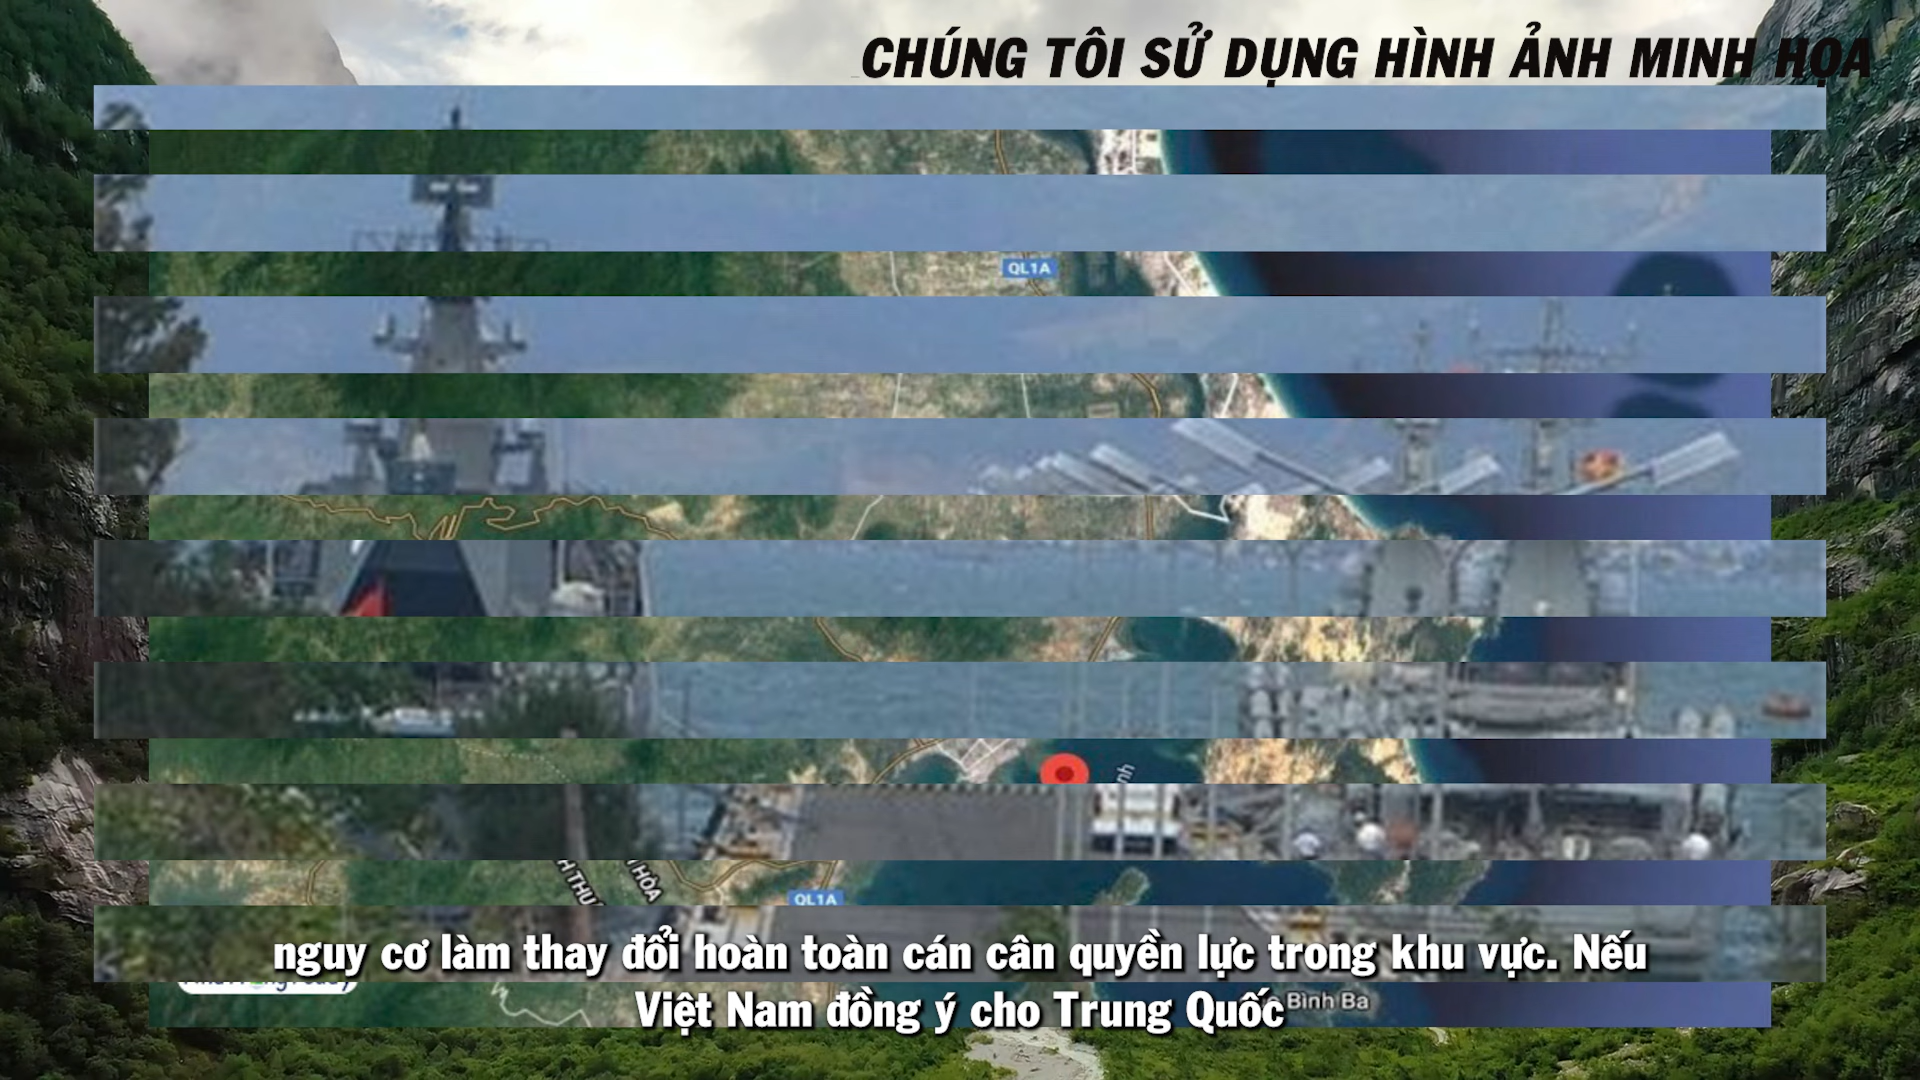 CHÚNG TÔI SỬ DỤNG HÌNH ẢNH MINH HỌA
QL1A
QL1A
nguy cơ làm thay đổi hoàn toàn cán cân quyền lực trong khu vực. Nếu
Việt Nam đồng ý cho Trung Quốc
Bình Ba